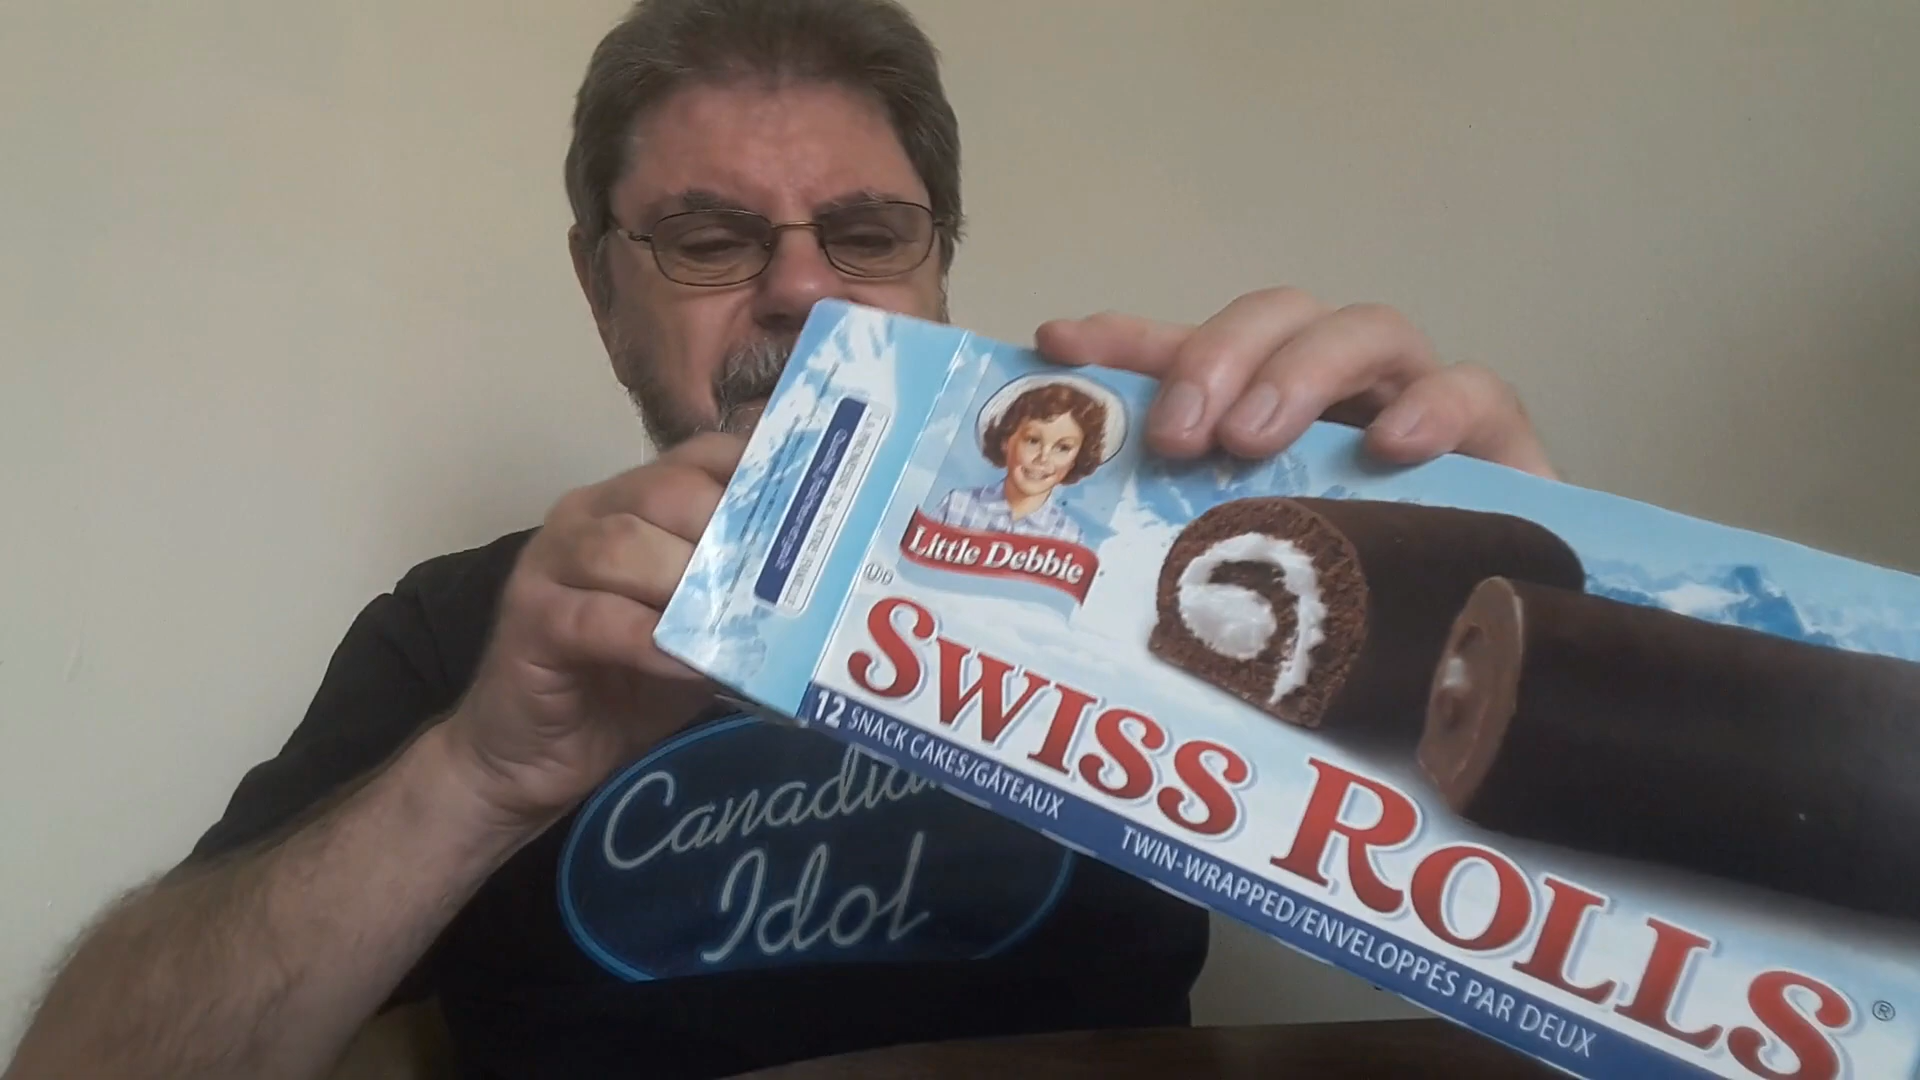 Little Debbie
SWISS ROLLS®
12 SNACK CAKES/GÂTEAUX TWIN-WRAPPED/ENVELOPPÉS PAR DEUX
Canadian
Idol